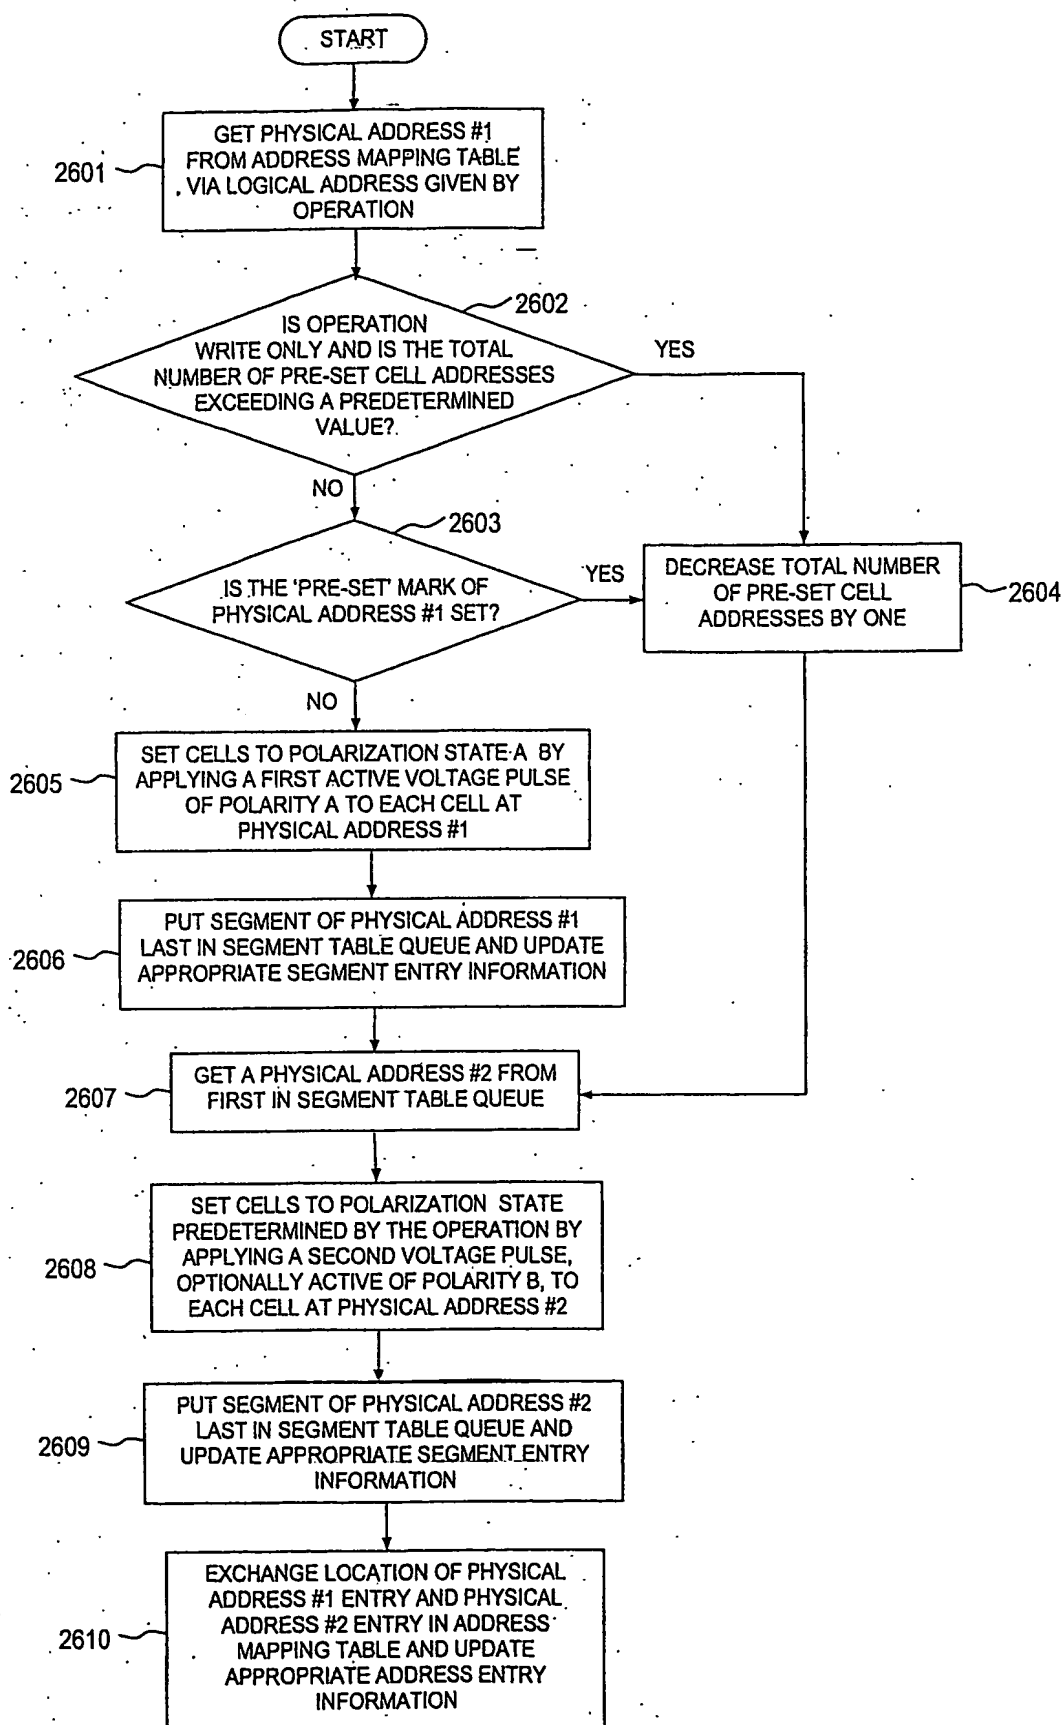 START
GET PHYSICAL ADDRESS #1
FROM ADDRESS MAPPING TABLE
VIA LOGICAL ADDRESS GIVEN BY
OPERATION
2601
2602
IS OPERATION
WRITE ONLY AND IS THE TOTAL
NUMBER OF PRE-SET CELL ADDRESSES
EXCEEDING A PREDETERMINED
VALUE?
YES
NO
2603
IS THE 'PRE-SET' MARK OF
PHYSICAL ADDRESS #1 SET?
YES
DECREASE TOTAL NUMBER
OF PRE-SET CELL
ADDRESSES BY ONE
2604
NO
SET CELLS TO POLARIZATION STATE A BY
APPLYING A FIRST ACTIVE VOLTAGE PULSE
OF POLARITY A TO EACH CELL AT
PHYSICAL ADDRESS #1
2605
PUT SEGMENT OF PHYSICAL ADDRESS #1
LAST IN SEGMENT TABLE QUEUE AND UPDATE
APPROPRIATE SEGMENT ENTRY INFORMATION
2606
GET A PHYSICAL ADDRESS #2 FROM
FIRST IN SEGMENT TABLE QUEUE
2607
SET CELLS TO POLARIZATION STATE
PREDETERMINED BY THE OPERATION BY
APPLYING A SECOND VOLTAGE PULSE,
OPTIONALLY ACTIVE OF POLARITY B, TO
EACH CELL AT PHYSICAL ADDRESS #2
2608
PUT SEGMENT OF PHYSICAL ADDRESS #2
LAST IN SEGMENT TABLE QUEUE AND
UPDATE APPROPRIATE SEGMENT ENTRY
INFORMATION
2609
EXCHANGE LOCATION OF PHYSICAL
ADDRESS #1 ENTRY AND PHYSICAL
ADDRESS #2 ENTRY IN ADDRESS
MAPPING TABLE AND UPDATE
APPROPRIATE ADDRESS ENTRY
INFORMATION
2610